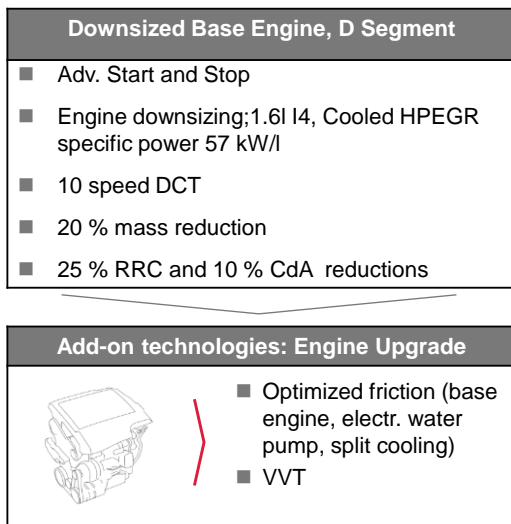 Downsized Base Engine, D Segment
Adv. Start and Stop
Engine downsizing;1.6l I4, Cooled HPEGR
specific power 57 kW/l
10 speed DCT
20 % mass reduction
25 % RRC and 10 % CdA reductions
Add-on technologies: Engine Upgrade
Optimized friction (base
engine, electr. water
pump, split cooling)
VVT